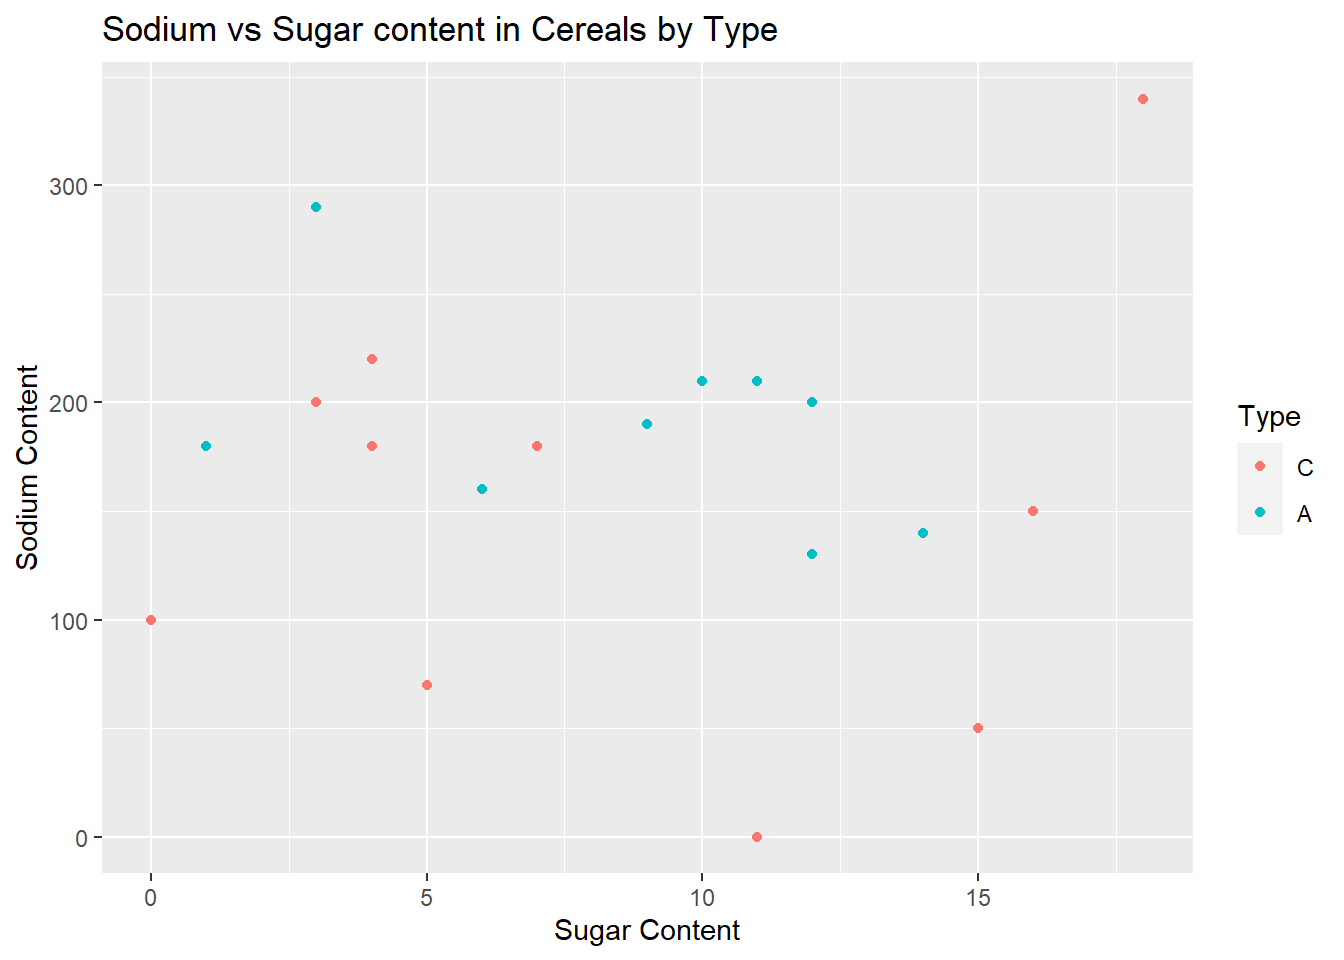 Sodium vs Sugar content in Cereals by Type
300
200
100
0
Sodium Content
0 5 10 15
Sugar Content
Type
C
A